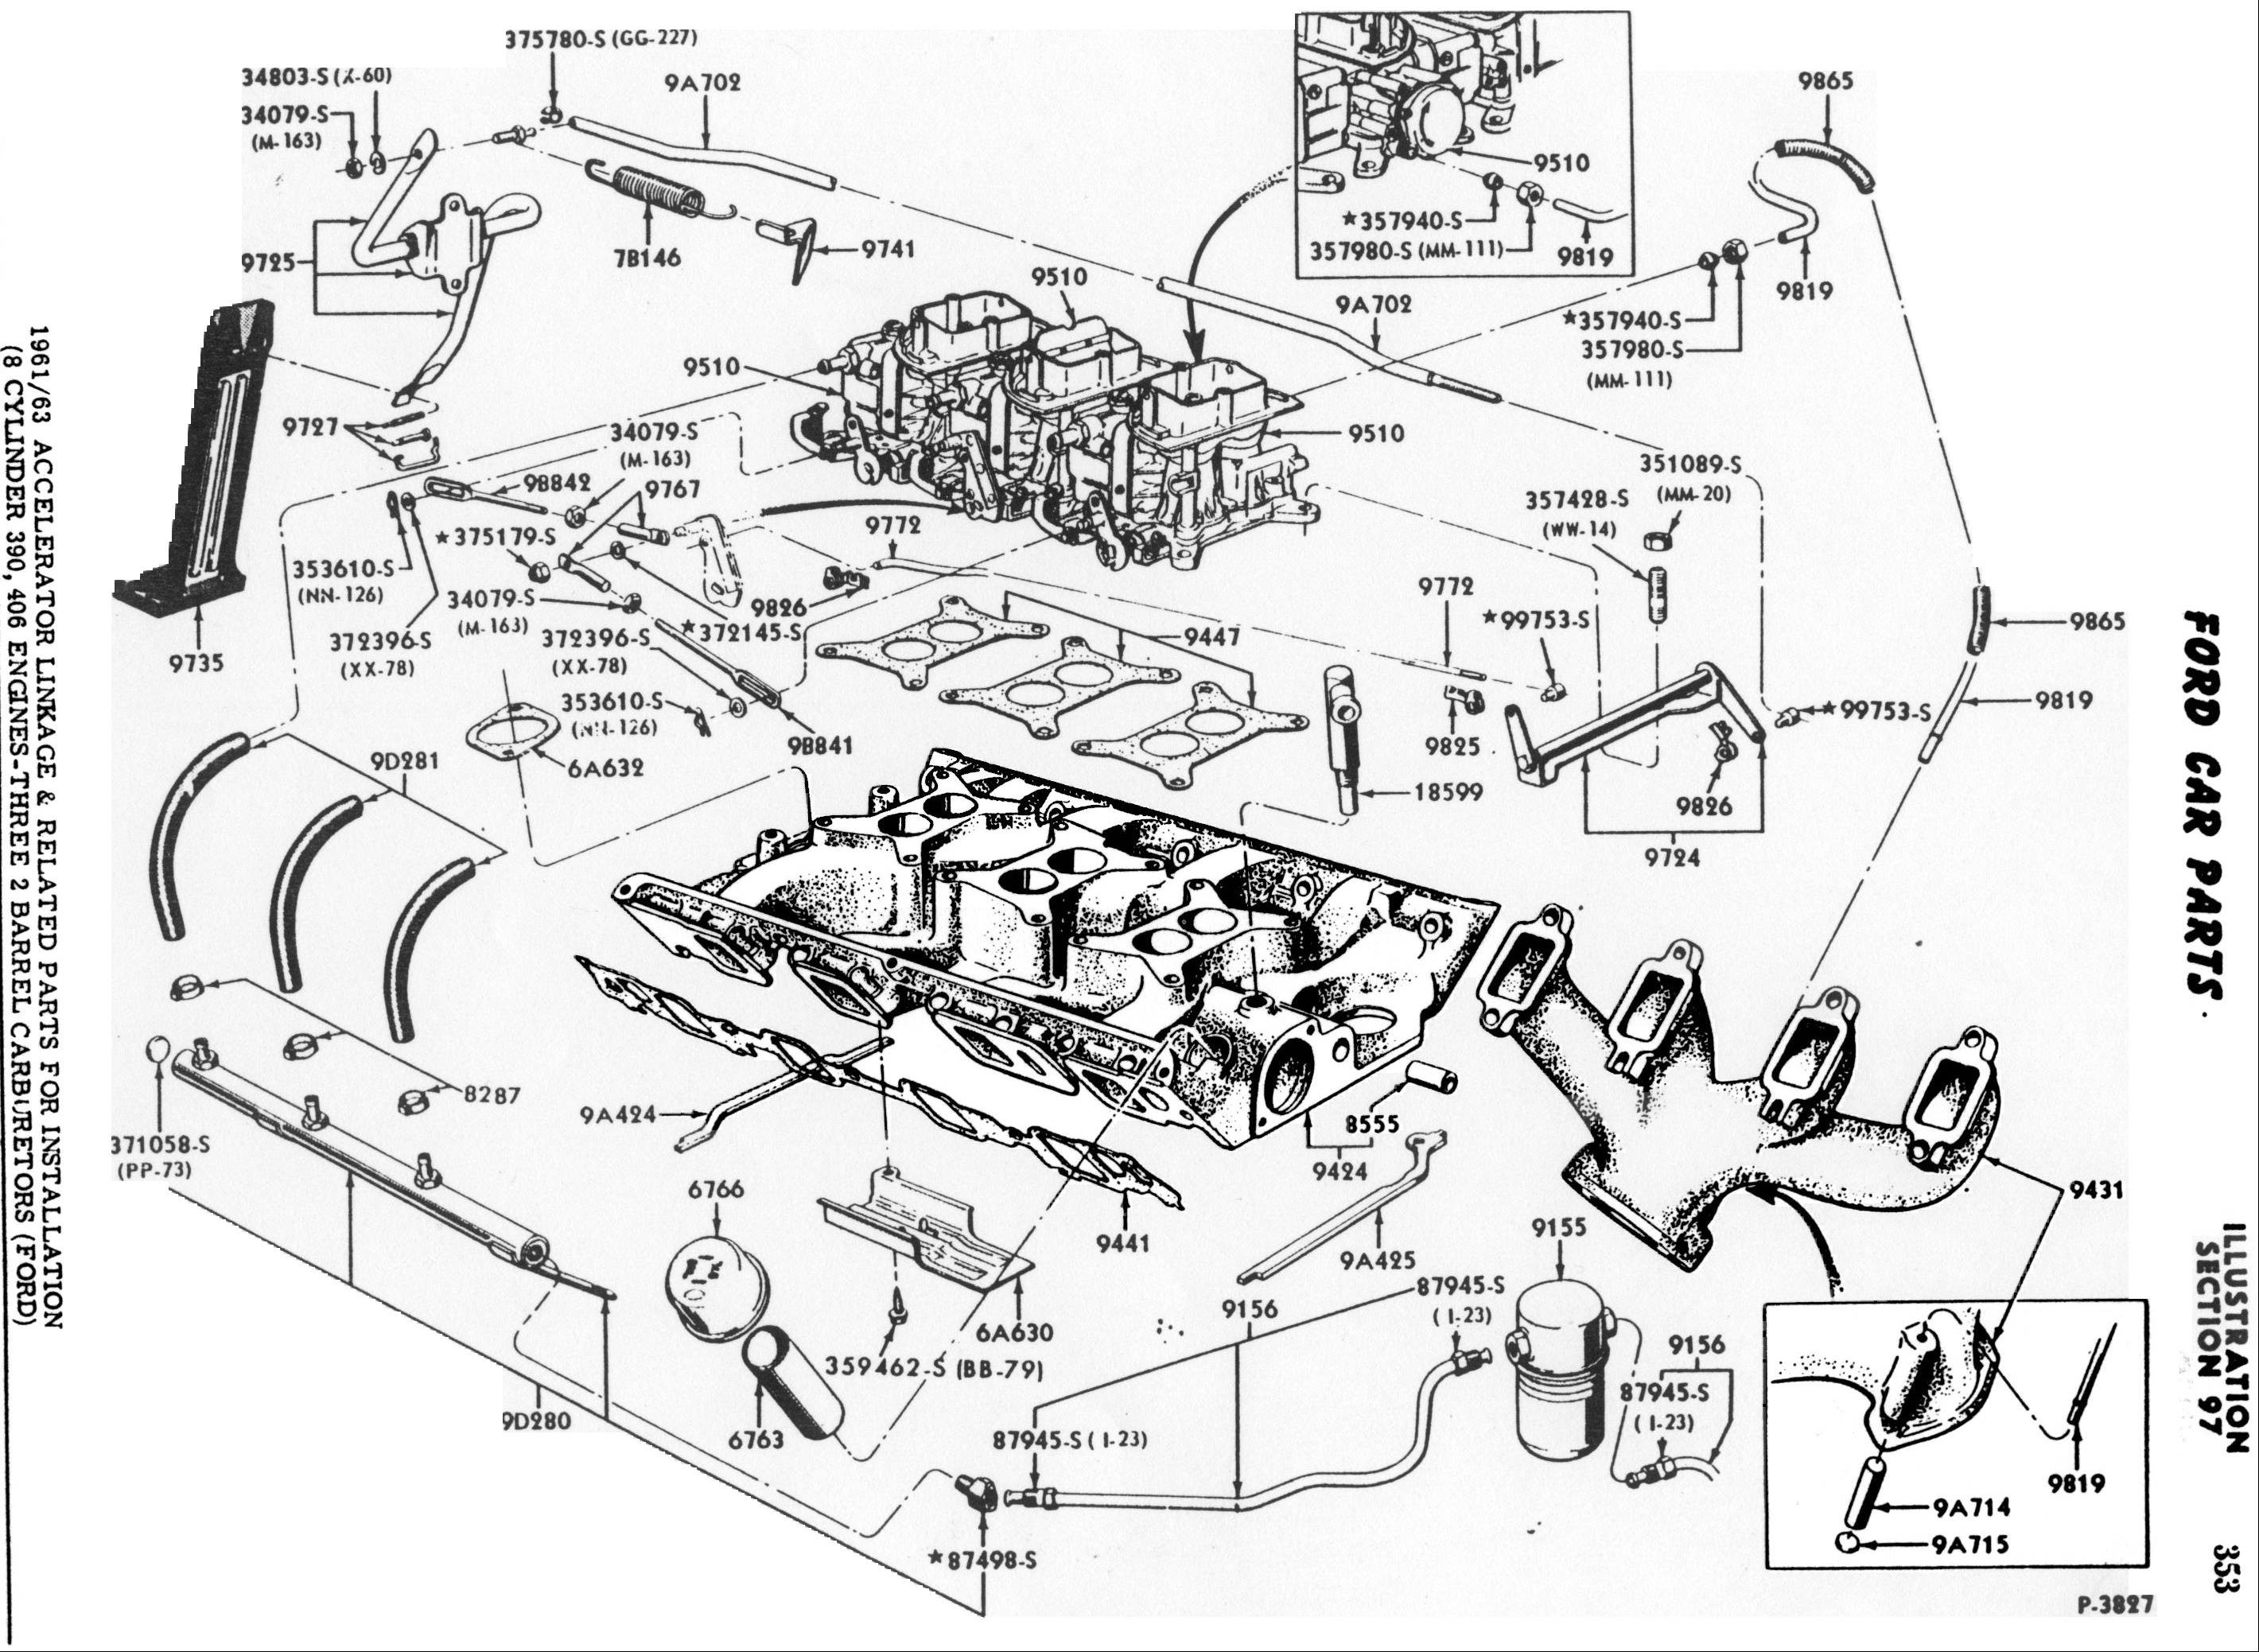 375780-S (GG-227)
34803-S (X-60)
9A702
34079-S
(M-163)
9725
7B146
9741
9510
★357940-S
357980-S (MM-111)
9819
9865
9819
★357940-S
357980-S
(MM-111)
9510
9A702
9510
9510
9727
34079-S
(M-163)
9B842
9767
★375179-S
353610-S
(NN-126)
34079-S
(M-163)
372396-S
(XX-78)
372396-S
(XX-78)
★372145-S
9826
9772
351089-S
(MM-20)
357428-S
(WW-14)
9772
★99753-S
9447
9865
9819
9735
353610-S
(NN-126)
9B841
9825
★99753-S
9826
9724
18599
6A632
9D281
8287
371058-S
(PP-73)
9A424
8555
9424
9441
9A425
9431
6766
6A630
359462-S (BB-79)
6763
9D280
9156
87945-S
(I-23)
87945-S (I-23)
9155
9156
87945-S
(I-23)
★87498-S
9819
9A714
9A715
P-3827
1961/63 ACCELERATOR LINKAGE & RELATED PARTS FOR INSTALLATION
(8 CYLINDER 390, 406 ENGINES-THREE 2 BARREL CARBURETORS (FORD)
FORD CAR PARTS
ILLUSTRATION
SECTION 97
353